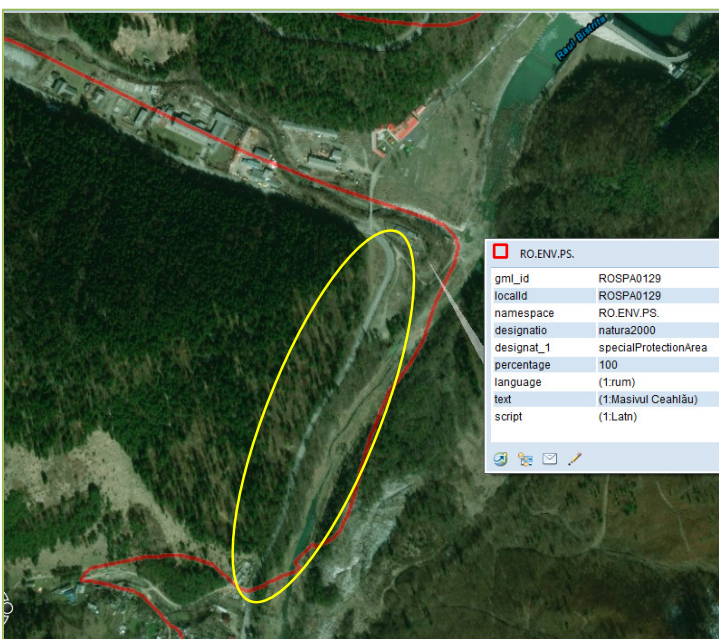 Raul Bistrita
RO.ENV.PS.
gml_id ROSPA0129
localId ROSPA0129
namespace RO.ENV.PS.
designatio natura2000
designat_1 specialProtectionArea
percentage 100
language (1:rum)
text (1:Masivul Ceahlău)
script (1:Latn)